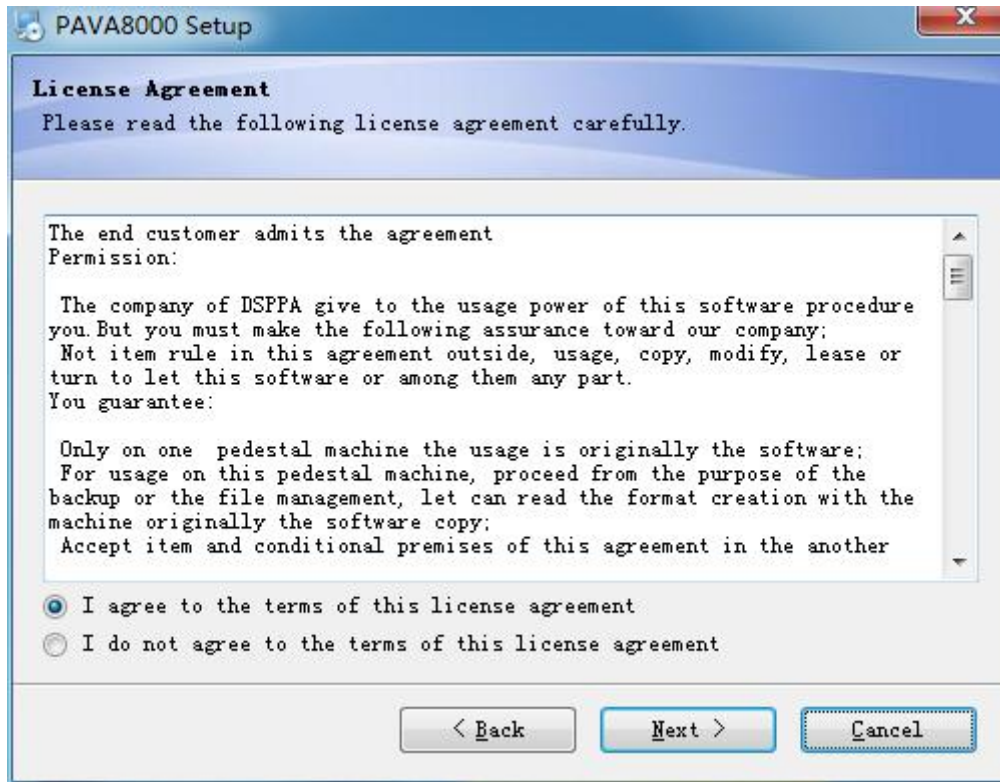 PAVA8000 Setup
License Agreement
Please read the following license agreement carefully.
The end customer admits the agreement
Permission:
The company of DSPPA give to the usage power of this software procedure
you.But you must make the following assurance toward our company;
Not item rule in this agreement outside, usage, copy, modify, lease or
turn to let this software or among them any part.
You guarantee:
Only on one  pedestal machine the usage is originally the software;
For usage on this pedestal machine, proceed from the purpose of the
backup or the file management, let can read the format creation with the
machine originally the software copy;
Accept item and conditional premises of this agreement in the another
I agree to the terms of this license agreement
I do not agree to the terms of this license agreement
< Back
Next >
Cancel